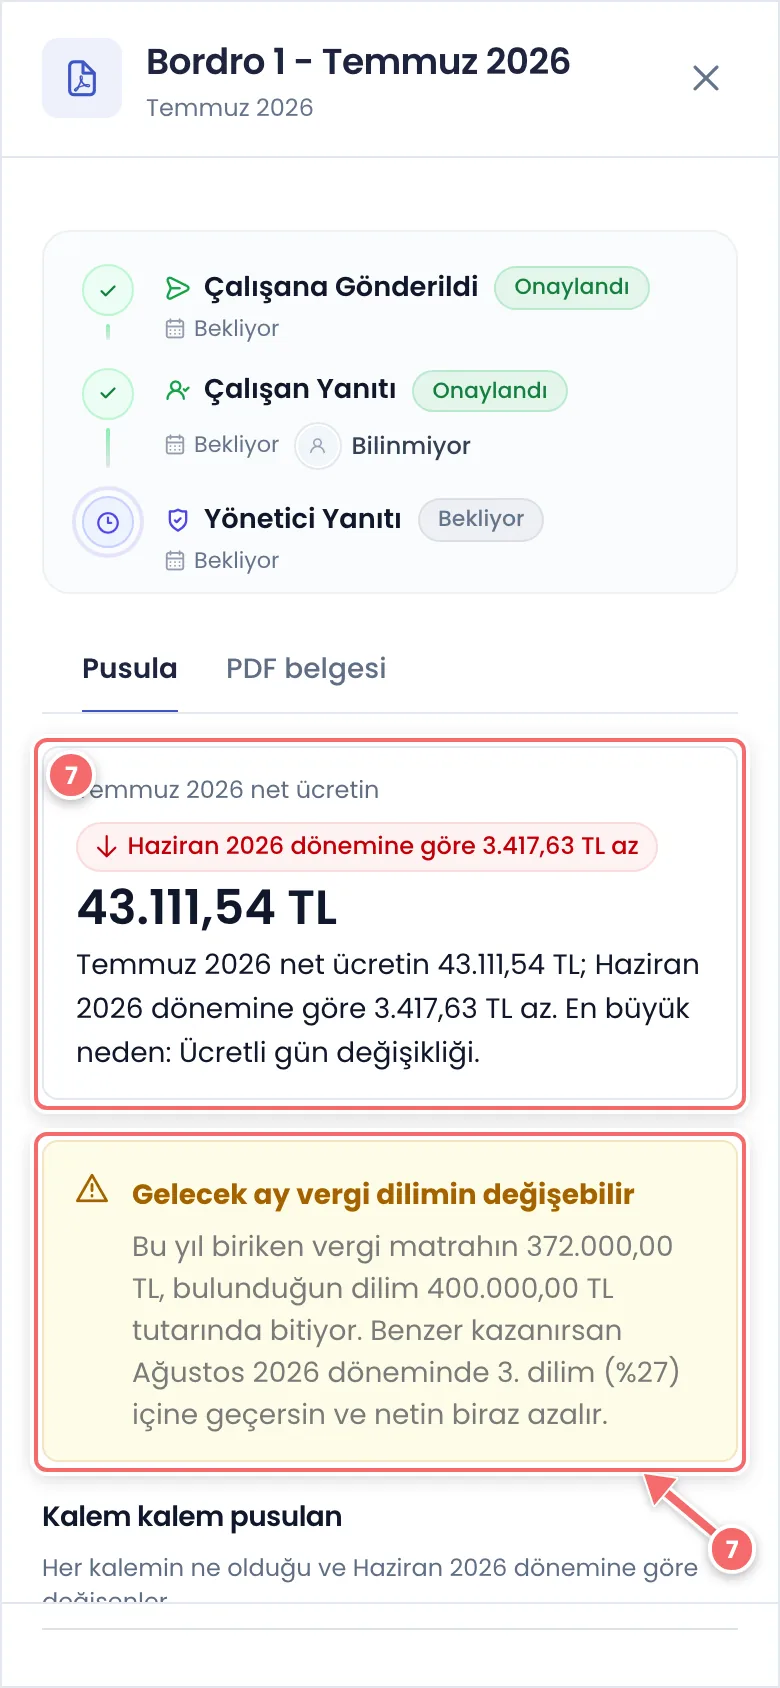 Bordro 1 - Temmuz 2026
Temmuz 2026
Çalışana Gönderildi Onaylandı
Bekliyor
Çalışan Yanıtı Onaylandı
Bekliyor Bilinmiyor
Yönetici Yanıtı Bekliyor
Bekliyor
Pusula PDF belgesi
7
emmuz 2026 net ücretin
Haziran 2026 dönemine göre 3.417,63 TL az
43.111,54 TL
Temmuz 2026 net ücretin 43.111,54 TL; Haziran
2026 dönemine göre 3.417,63 TL az. En büyük
neden: Ücretli gün değişikliği.
Gelecek ay vergi dilimin değişebilir
Bu yıl biriken vergi matrahın 372.000,00
TL, bulunduğun dilim 400.000,00 TL
tutarında bitiyor. Benzer kazanırsan
Ağustos 2026 döneminde 3. dilim (%27)
içine geçersin ve netin biraz azalır.
Kalem kalem pusulan
7
Her kalemin ne olduğu ve Haziran 2026 dönemine göre
değişenler